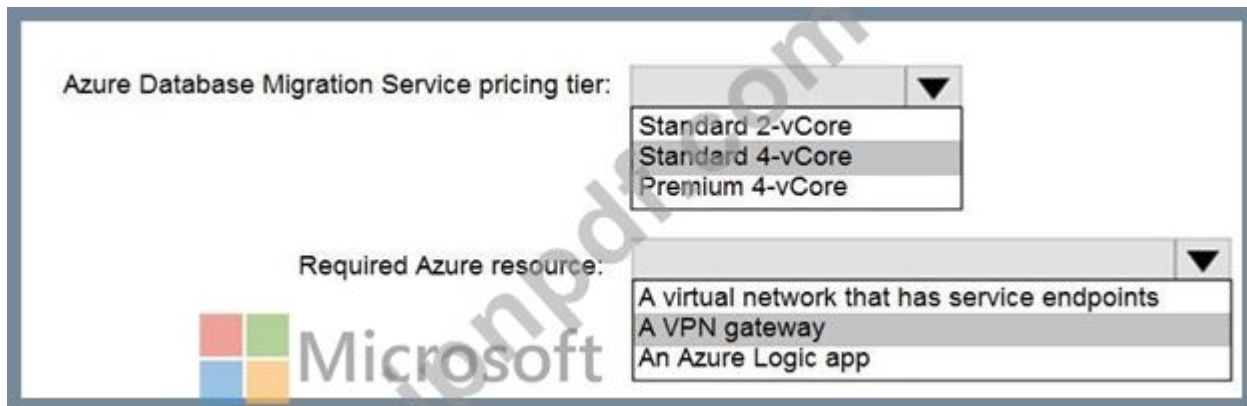 Azure Database Migration Service pricing tier:
Standard 2-vCore
Standard 4-vCore
Premium 4-vCore
Required Azure resource:
A virtual network that has service endpoints
A VPN gateway
An Azure Logic app
Microsoft